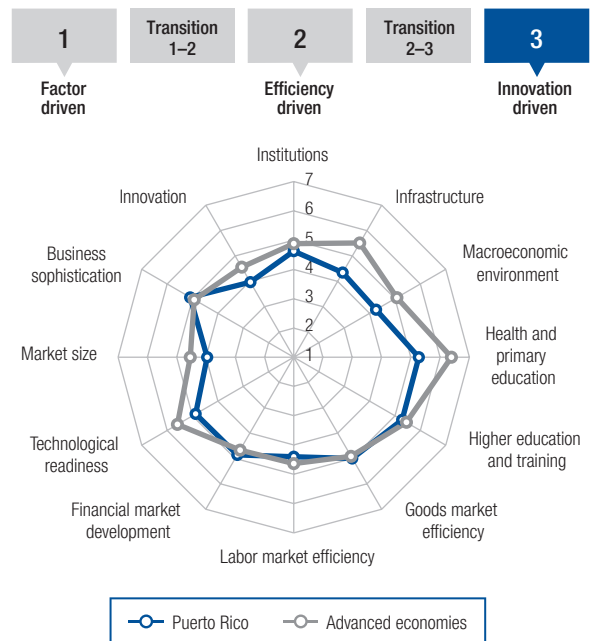 1
Transition
1–2
2
Transition
2–3
3
Factor
driven
Efficiency
driven
Innovation
driven
Institutions
Innovation
Infrastructure
Business
sophistication
Macroeconomic
environment
Market size
Health and
primary
education
Technological
readiness
Higher education
and training
Financial market
development
Goods market
efficiency
Labor market efficiency
7
6
5
4
3
2
1
Puerto Rico
Advanced economies